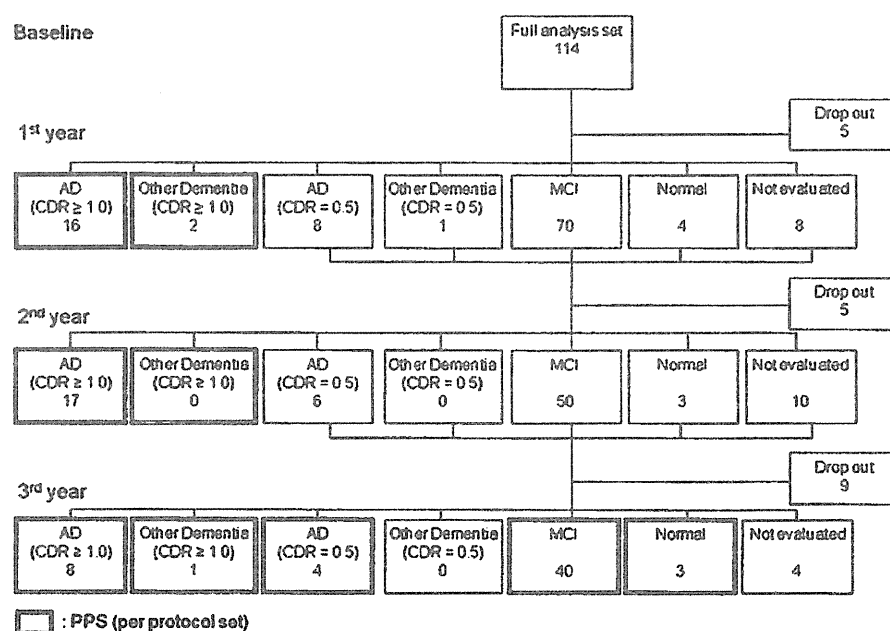 Baseline
Full analysis set
114
Drop out
5
1st year
AD
(CDR ≥ 1.0)
16
Other Dementia
(CDR ≥ 1.0)
2
AD
(CDR = 0.5)
8
Other Dementia
(CDR = 0.5)
1
MCI
70
Normal
4
Not evaluated
8
Drop out
5
2nd year
AD
(CDR ≥ 1.0)
17
Other Dementia
(CDR ≥ 1.0)
0
AD
(CDR = 0.5)
6
Other Dementia
(CDR = 0.5)
0
MCI
50
Normal
3
Not evaluated
10
Drop out
9
3rd year
AD
(CDR ≥ 1.0)
8
Other Dementia
(CDR ≥ 1.0)
1
AD
(CDR = 0.5)
4
Other Dementia
(CDR = 0.5)
0
MCI
40
Normal
3
Not evaluated
4
: PPS (per protocol set)